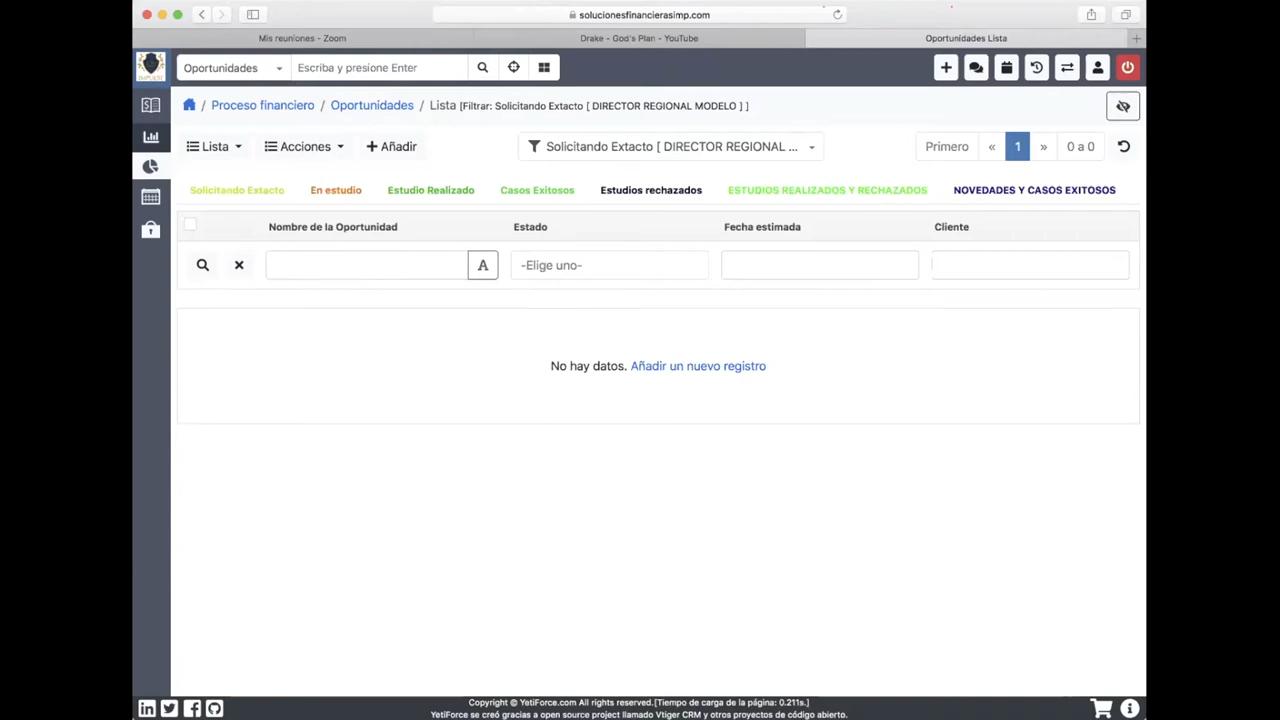 solucionesfinancierasimp.com
Mis reuniones - Zoom
Drake - God's Plan - YouTube
Oportunidades Lista
Oportunidades
Escriba y presione Enter
/ Proceso financiero / Oportunidades / Lista [Filtrar: Solicitando Extacto [ DIRECTOR REGIONAL MODELO ] ]
Lista
Acciones
Añadir
Solicitando Extacto [ DIRECTOR REGIONAL ...
Primero « 1 » 0 a 0
Solicitando Extacto
En estudio
Estudio Realizado
Casos Exitosos
Estudios rechazados
ESTUDIOS REALIZADOS Y RECHAZADOS
NOVEDADES Y CASOS EXITOSOS
Nombre de la Oportunidad
Estado
Fecha estimada
Cliente
A
-Elige uno-
No hay datos. Añadir un nuevo registro
Copyright © YetiForce.com All rights reserved.[Tiempo de carga de la página: 0.211s.]
YetiForce se creó gracias a open source project llamado Vtiger CRM y otros proyectos de código abierto.